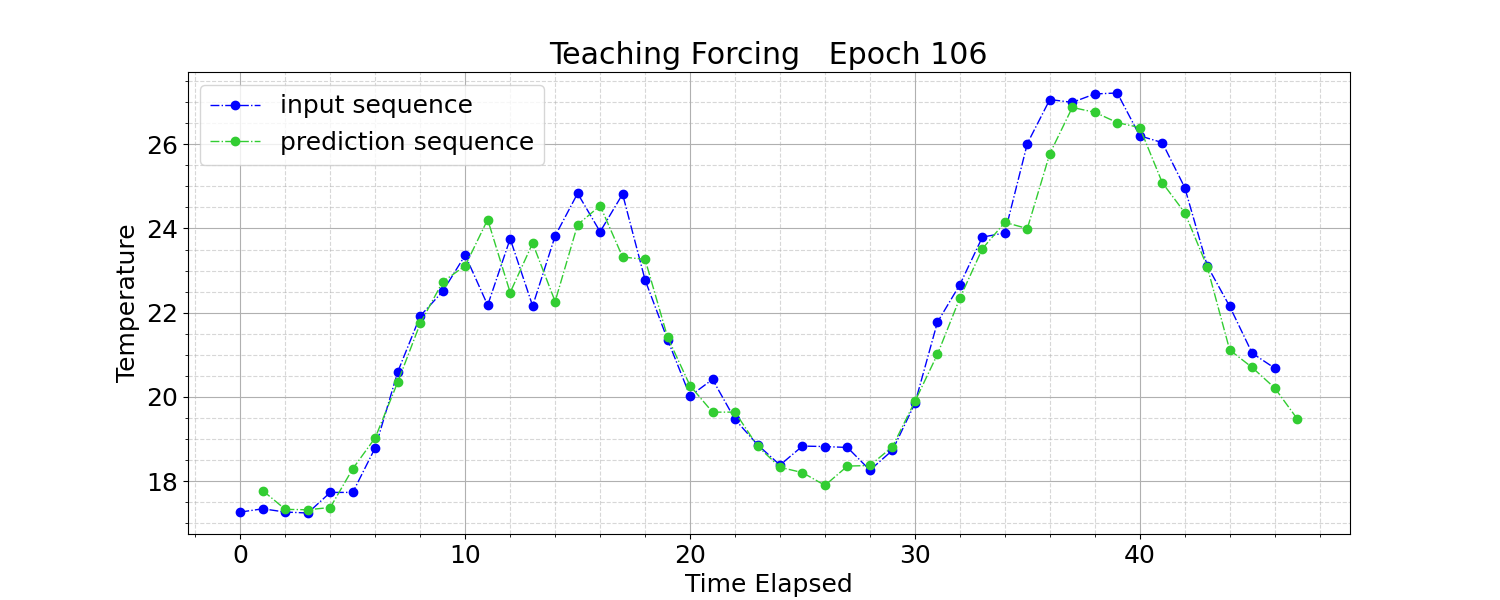 Teaching Forcing   Epoch 106
input sequence
prediction sequence
Temperature
26
24
22
20
18
0 10 20 30 40
Time Elapsed